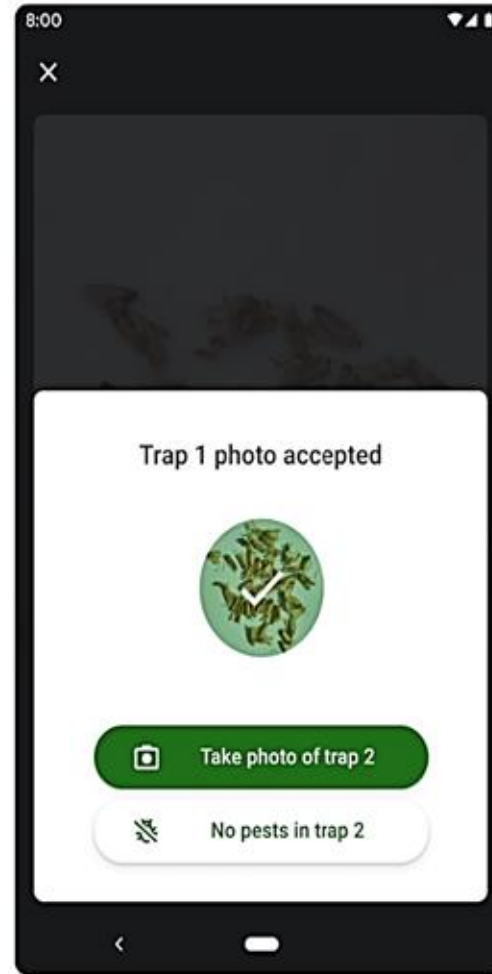 8:00
Trap 1 photo accepted
Take photo of trap 2
No pests in trap 2